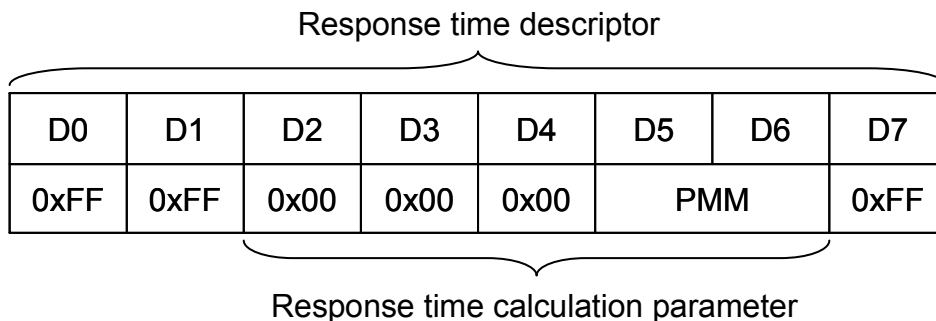 Response time descriptor
D0 D1 D2 D3 D4 D5 D6 D7
0xFF 0xFF 0x00 0x00 0x00 PMM 0xFF
Response time calculation parameter